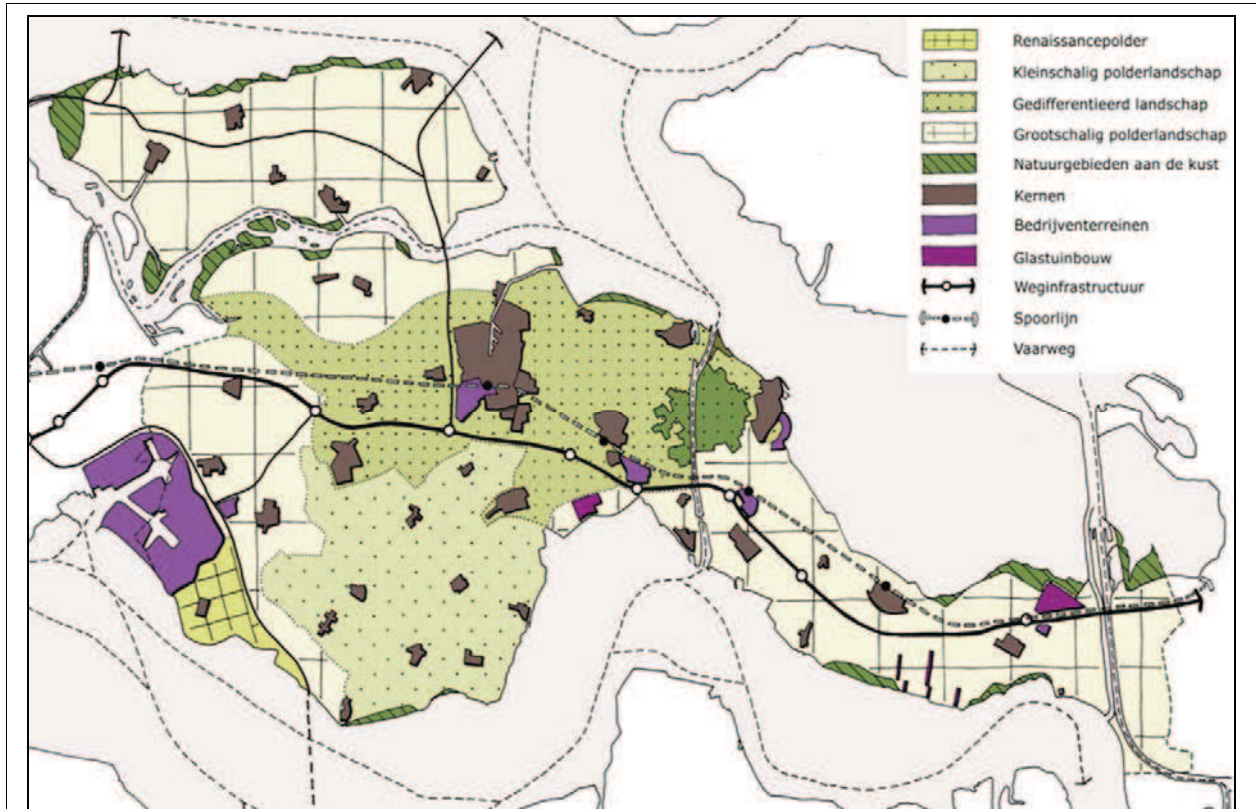 Renaissancepolder
Kleinschalig polderlandschap
Gedifferentieerd landschap
Grootschalig polderlandschap
Natuurgebieden aan de kust
Kernen
Bedrijventerreinen
Glastuinbouw
Weginfrastructuur
Spoorlijn
Vaarweg